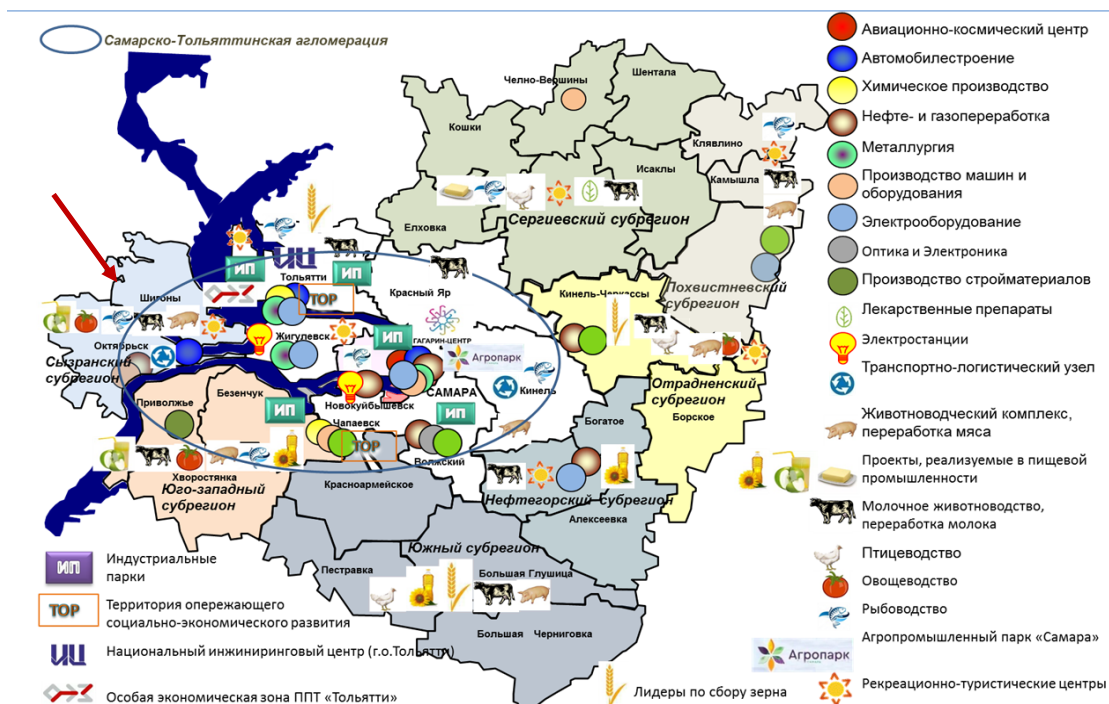 Самарско-Тольяттинская агломерация
Авиационно-космический центр
Автомобилестроение
Химическое производство
Нефте- и газопереработка
Металлургия
Производство машин и
оборудования
Электрооборудование
Оптика и Электроника
Производство стройматериалов
Лекарственные препараты
Электростанции
Транспортно-логистический узел
Животноводческий комплекс,
переработка мяса
Проекты, реализуемые в пищевой
промышленности
Молочное животноводство,
переработка молока
Птицеводство
Овощеводство
Рыбоводство
Агропромышленный парк «Самара»
Агропарк
Рекреационно-туристические центры
Челно-Вершины
Шентала
Кошки
Клявлино
Исаклы
Камышла
Сергиевский субрегион
Елховка
ИЦ
Тольятти
ИП
ИП
ТОР
Красный Яр
Шигоны
Похвистневский
субрегион
Кинель-Черкассы
ГАГАРИН-ЦЕНТР
Жигулевск
ИП
Агропарк
Октябрьск
Сызранский
субрегион
Безенчук
Приволжье
Новокуйбышевск
САМАРА
Кинель
Отрадненский
субрегион
Борское
ИП
Чапаевск
ТОР
ИП
Волжский
Богатое
Хворостянка
Юго-западный
субрегион
Красноармейское
Нефтегорский субрегион
Алексеевка
Южный субрегион
Пестравка
Большая Глушица
Большая Черниговка
ИП
Индустриальные
парки
ТОР
Территория опережающего
социально-экономического развития
ИЦ
Национальный инжиниринговый центр (г.о.Тольятти)
Особая экономическая зона ППТ «Тольятти»
Лидеры по сбору зерна